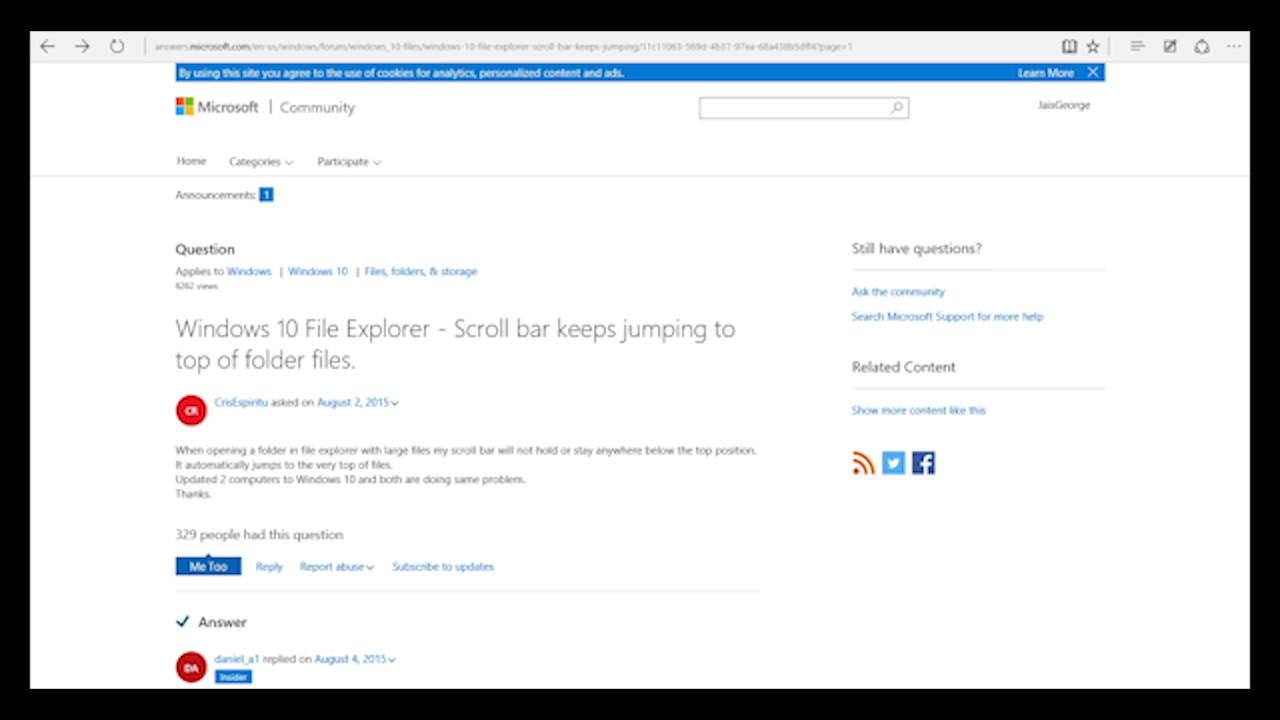 By using this site you agree to the use of cookies for analytics, personalized content and ads.
Learn More
Microsoft | Community
JaisGeorge
Home
Categories
Participate
Announcements: 1
Question
Applies to Windows | Windows 10 | Files, folders, & storage
6262 views
Windows 10 File Explorer - Scroll bar keeps jumping to
top of folder files.
CR
CrisEspiritu asked on August 2, 2015
When opening a folder in file explorer with large files my scroll bar will not hold or stay anywhere below the top position.
It automatically jumps to the very top of files.
Updated 2 computers to Windows 10 and both are doing same problem.
Thanks.
329 people had this question
Me Too
Reply
Report abuse
Subscribe to updates
Answer
DA
daniel_a1 replied on August 4, 2015
Insider
Still have questions?
Ask the community
Search Microsoft Support for more help
Related Content
Show more content like this